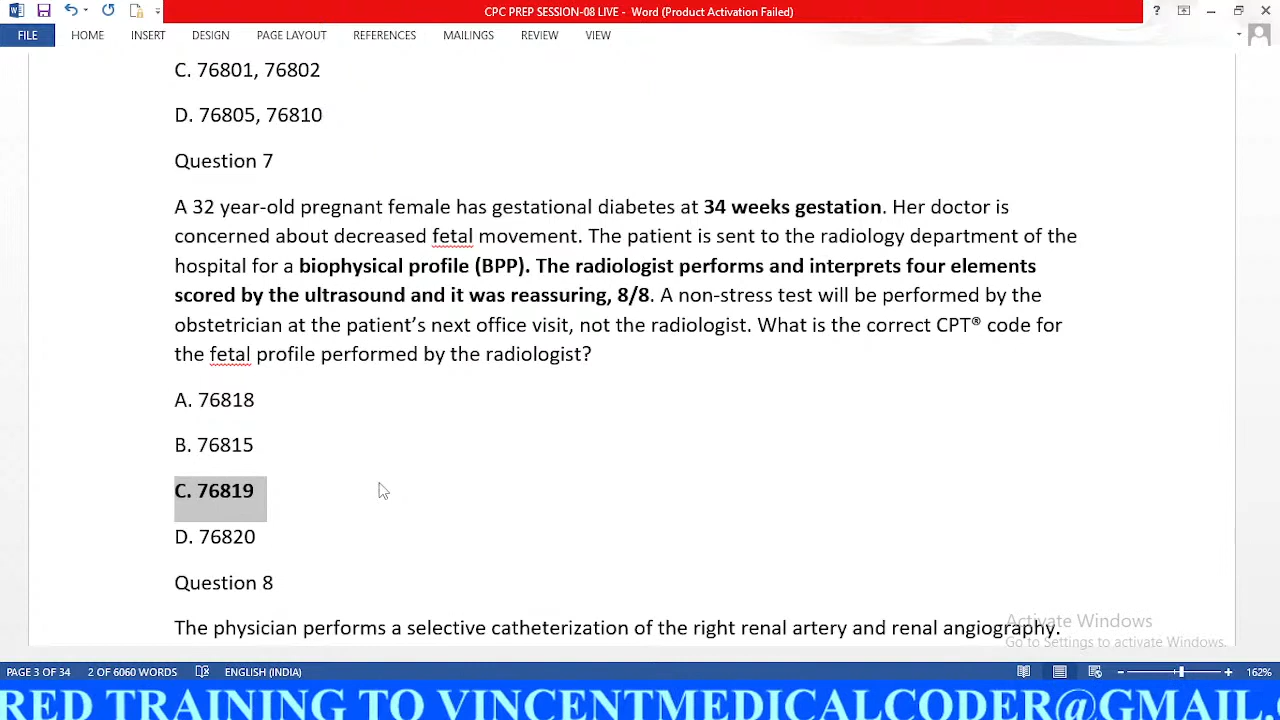 CPC PREP SESSION-08 LIVE - Word (Product Activation Failed)
FILE HOME INSERT DESIGN PAGE LAYOUT REFERENCES MAILINGS REVIEW VIEW
C. 76801, 76802
D. 76805, 76810
Question 7
A 32 year-old pregnant female has gestational diabetes at 34 weeks gestation. Her doctor is
concerned about decreased fetal movement. The patient is sent to the radiology department of the
hospital for a biophysical profile (BPP). The radiologist performs and interprets four elements
scored by the ultrasound and it was reassuring, 8/8. A non-stress test will be performed by the
obstetrician at the patient’s next office visit, not the radiologist. What is the correct CPT® code for
the fetal profile performed by the radiologist?
A. 76818
B. 76815
C. 76819
D. 76820
Question 8
The physician performs a selective catheterization of the right renal artery and renal angiography.
Activate Windows
Go to Settings to activate Windows.
PAGE 3 OF 34 2 OF 6060 WORDS ENGLISH (INDIA) 162%
RED TRAINING TO VINCENTMEDICALCODER@GMAIL.